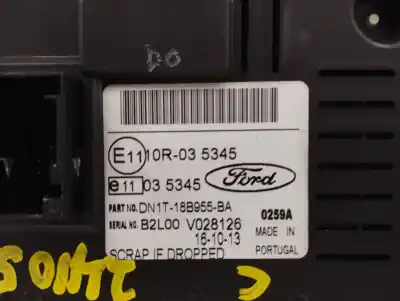 DO
E11 10R-03 5345
e11 03 5345
Ford
PART NO. DN1T-18B955-BA
SERIAL NO. B2L00 V028126
0259A
16-10-13
MADE IN
PORTUGAL
SCRAP IF DROPPED